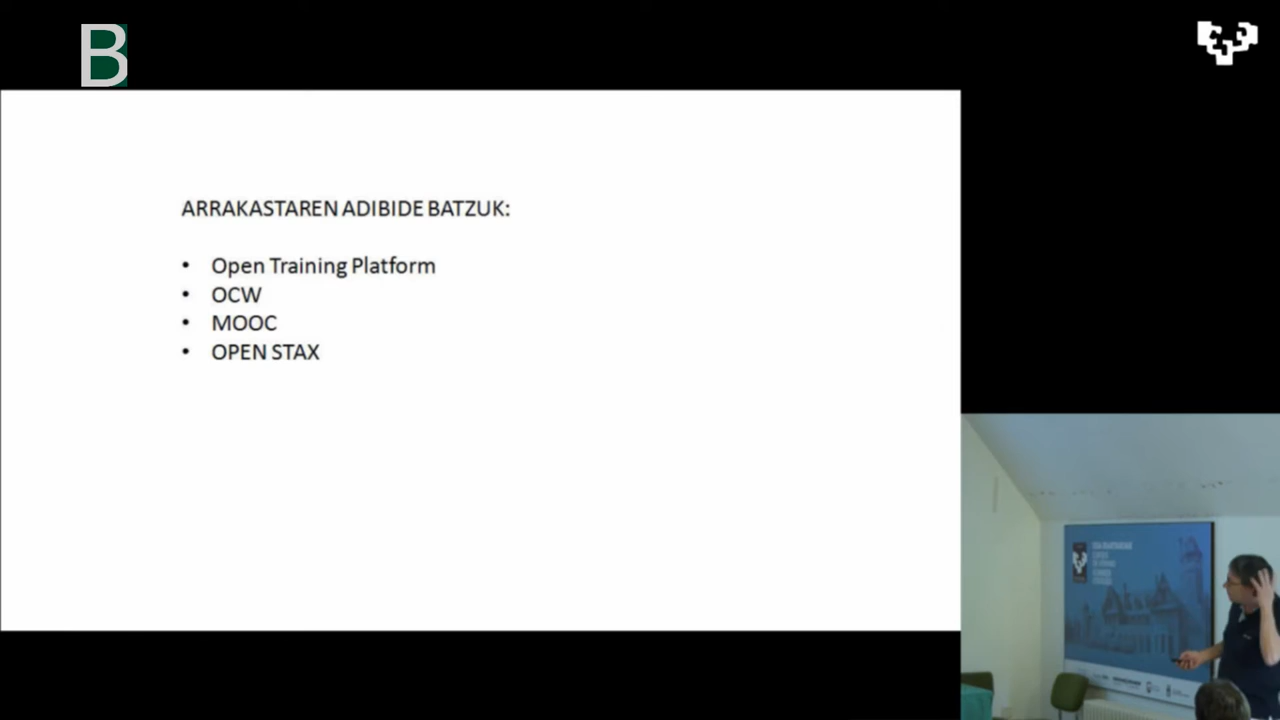 B
ARRAKASTAREN ADIBIDE BATZUK:
• Open Training Platform
• OCW
• MOOC
• OPEN STAX